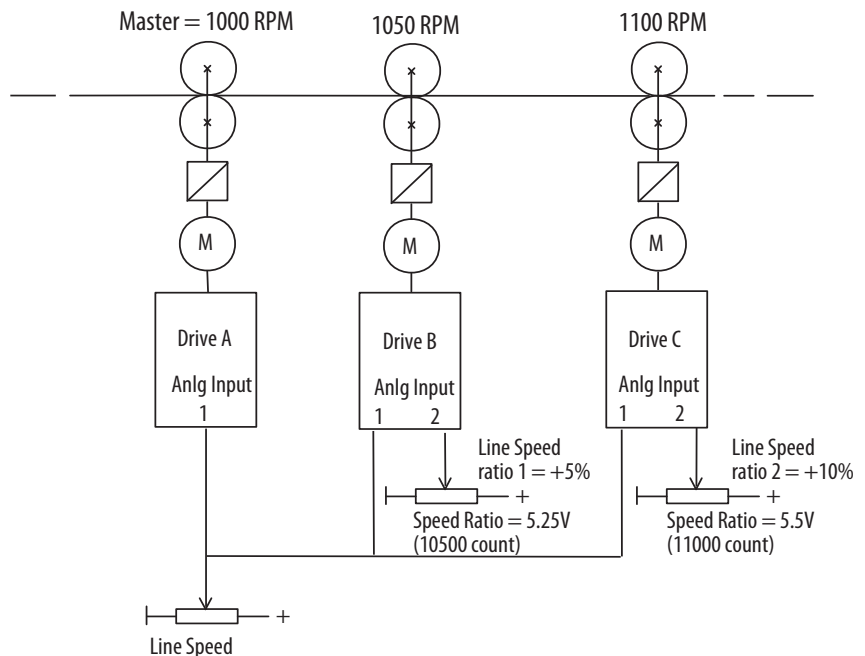 Master = 1000 RPM
1050 RPM
1100 RPM
M
M
M
Drive A
Anlg Input
1
Drive B
Anlg Input
1 2
Drive C
Anlg Input
1 2
Line Speed
ratio 1 = +5%
+
Speed Ratio = 5.25V
(10500 count)
Line Speed
ratio 2 = +10%
+
Speed Ratio = 5.5V
(11000 count)
+
Line Speed